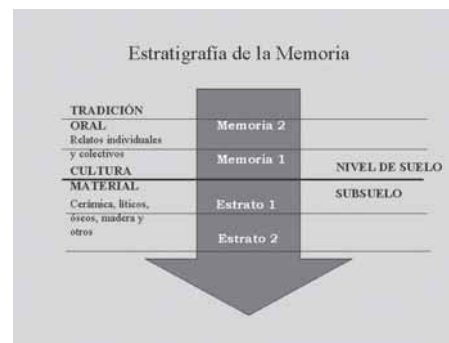 Estratigrafía de la Memoria
TRADICIÓN
ORAL
Relatos individuales
y colectivos
CULTURA
MATERIAL
Cerámica, líticos,
óseos, madera y
otros
Memoria 2
Memoria 1
Estrato 1
Estrato 2
NIVEL DE SUELO
SUBSUELO